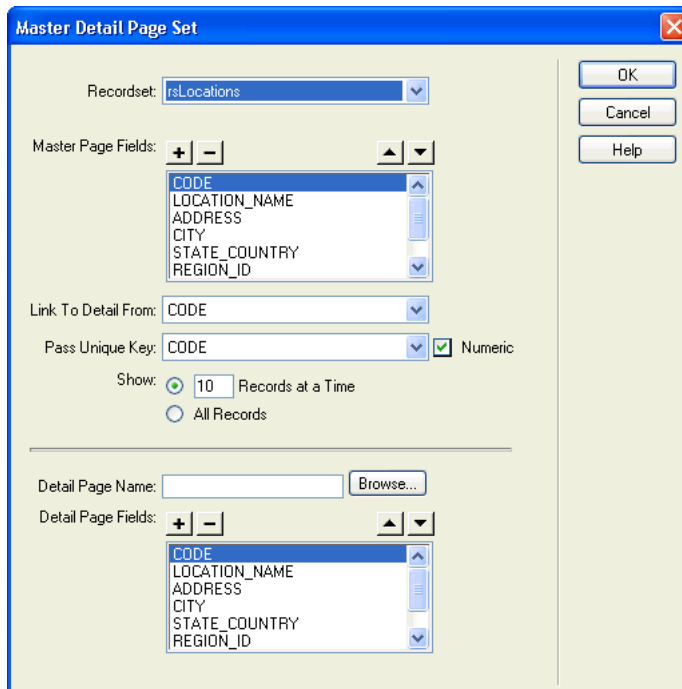 Master Detail Page Set
Recordset: rsLocations
OK
Cancel
Help
Master Page Fields:
CODE
LOCATION_NAME
ADDRESS
CITY
STATE_COUNTRY
REGION_ID
Link To Detail From: CODE
Pass Unique Key: CODE Numeric
Show: 10 Records at a Time
All Records
Detail Page Name: Browse...
Detail Page Fields:
CODE
LOCATION_NAME
ADDRESS
CITY
STATE_COUNTRY
REGION_ID